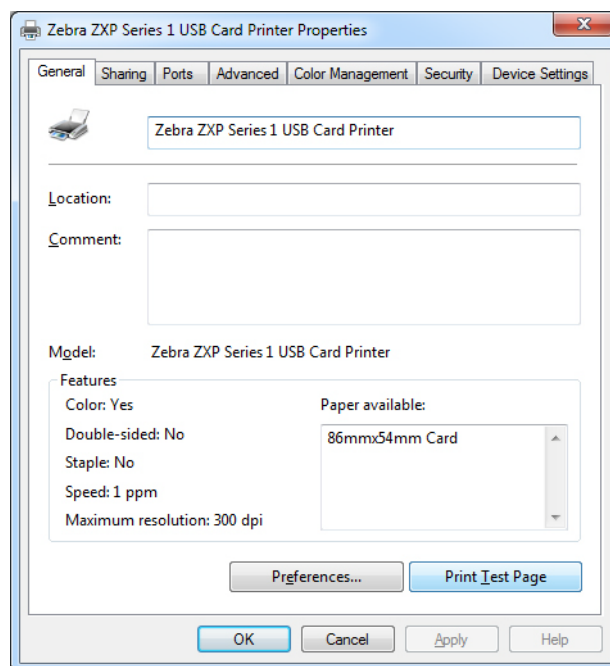 Zebra ZXP Series 1 USB Card Printer Properties
General Sharing Ports Advanced Color Management Security Device Settings
Zebra ZXP Series 1 USB Card Printer
Location:
Comment:
Model: Zebra ZXP Series 1 USB Card Printer
Features
Color: Yes Paper available:
Double-sided: No 86mmx54mm Card
Staple: No
Speed: 1 ppm
Maximum resolution: 300 dpi
Preferences... Print Test Page
OK Cancel Apply Help